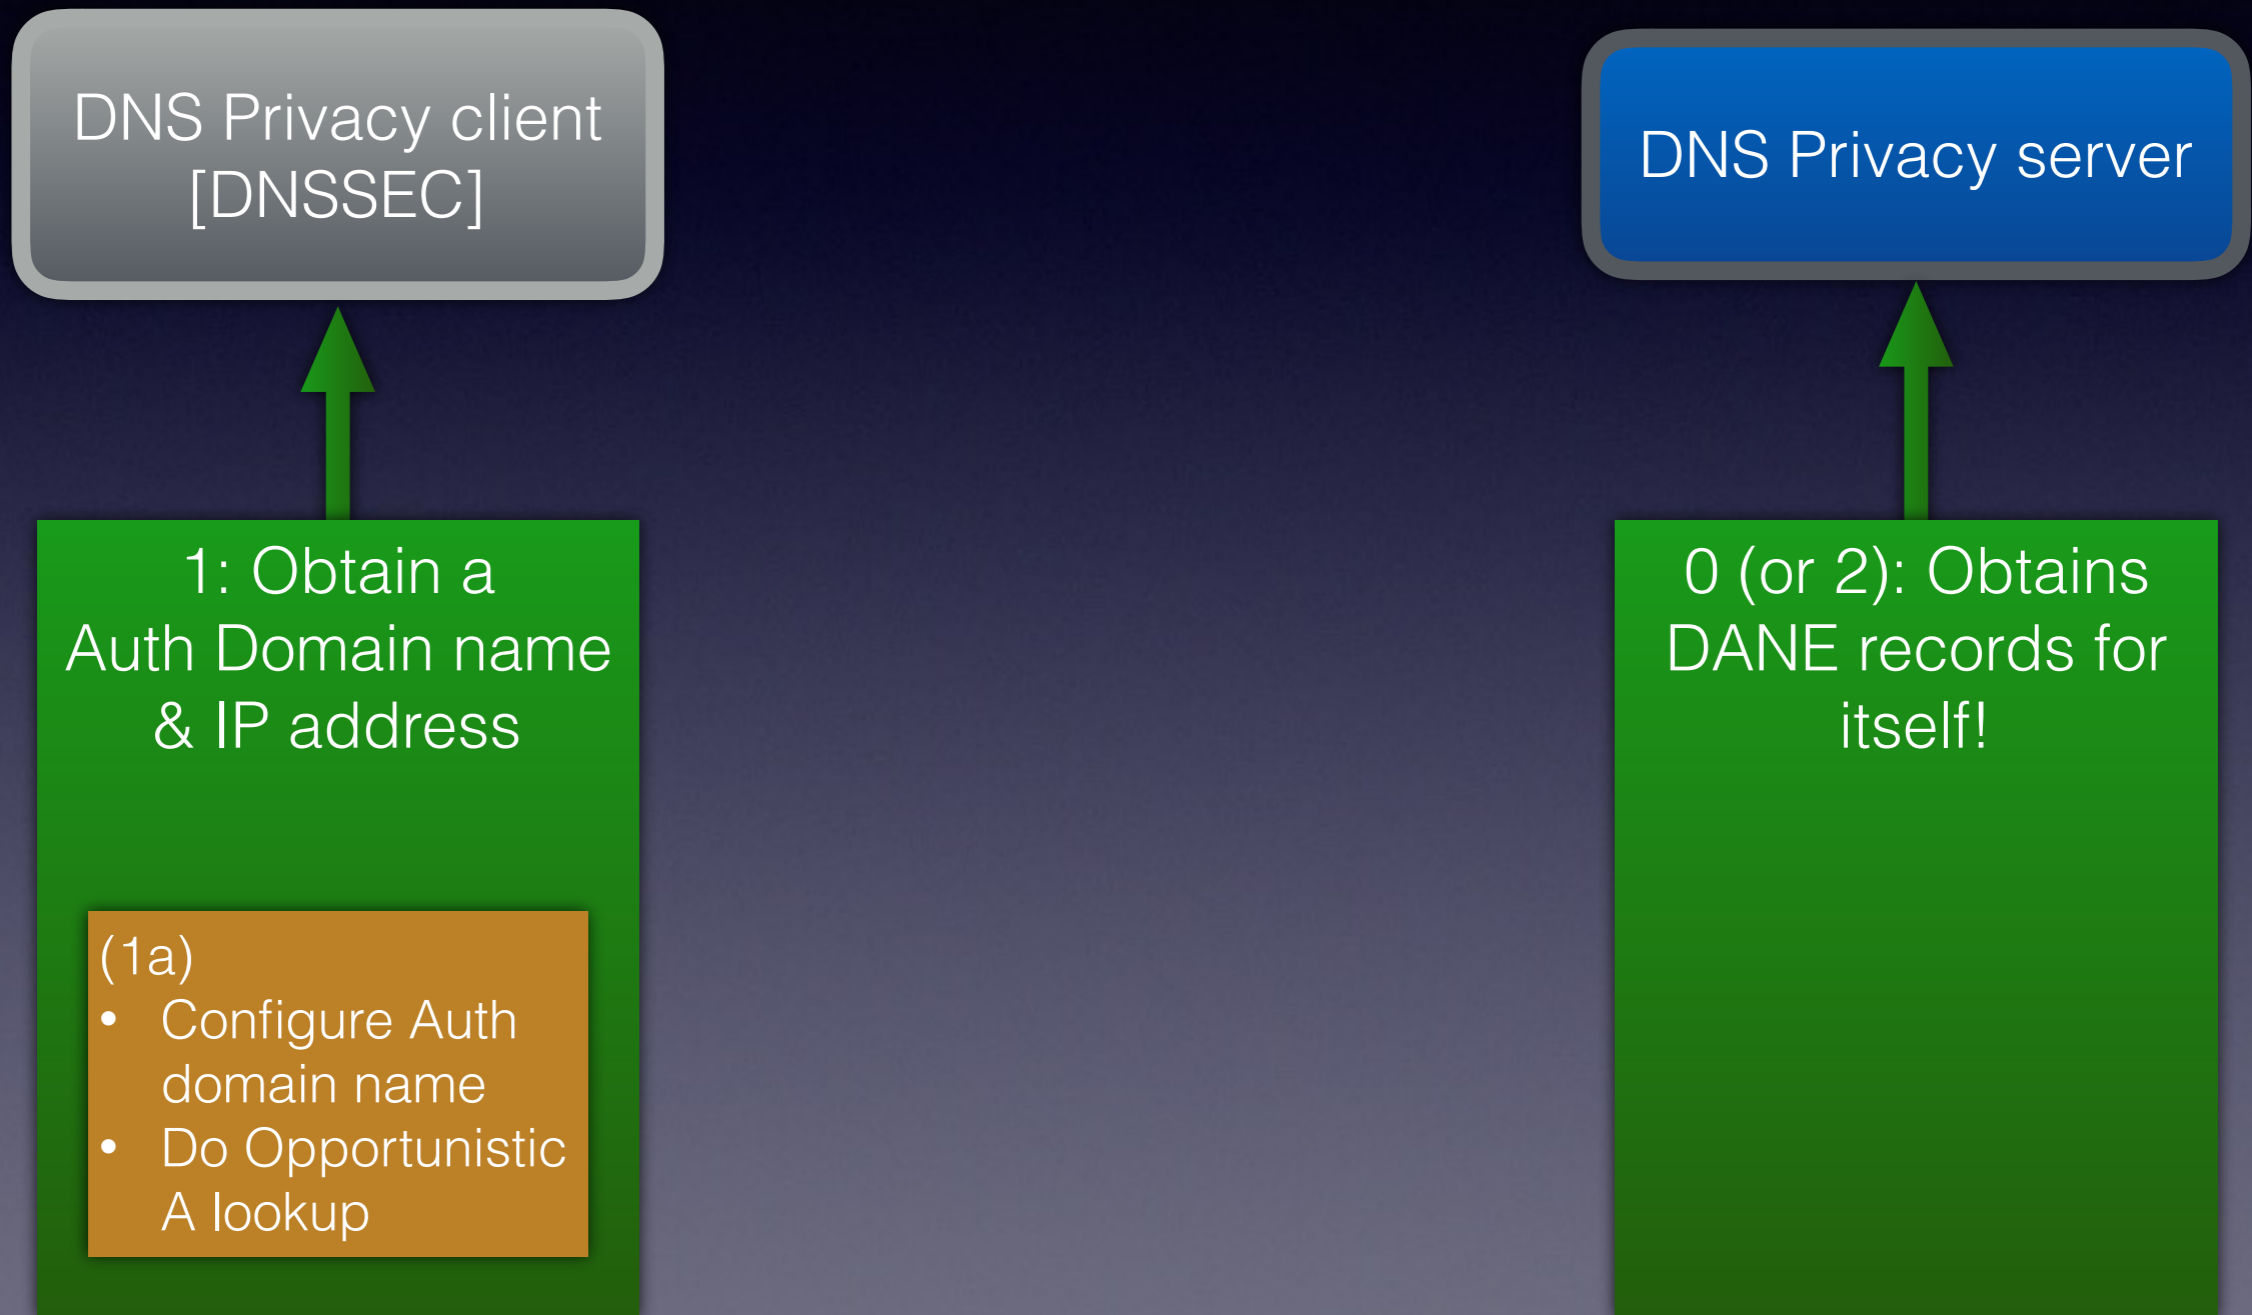 DNS Privacy client
[DNSSEC]
DNS Privacy server
1: Obtain a
Auth Domain name
& IP address
(1a)
• Configure Auth
domain name
• Do Opportunistic
A lookup
0 (or 2): Obtains
DANE records for
itself!